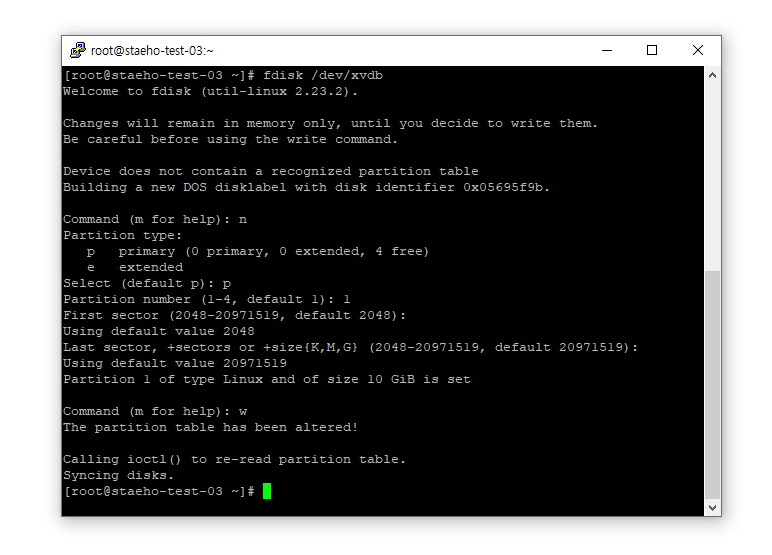 root@staeho-test-03:~
[root@staeho-test-03 ~]# fdisk /dev/xvdb
Welcome to fdisk (util-linux 2.23.2).
Changes will remain in memory only, until you decide to write them.
Be careful before using the write command.
Device does not contain a recognized partition table
Building a new DOS disklabel with disk identifier 0x05695f9b.
Command (m for help): n
Partition type:
   p   primary (0 primary, 0 extended, 4 free)
   e   extended
Select (default p): p
Partition number (1-4, default 1): 1
First sector (2048-20971519, default 2048):
Using default value 2048
Last sector, +sectors or +size{K,M,G} (2048-20971519, default 20971519):
Using default value 20971519
Partition 1 of type Linux and of size 10 GiB is set
Command (m for help): w
The partition table has been altered!
Calling ioctl() to re-read partition table.
Syncing disks.
[root@staeho-test-03 ~]#